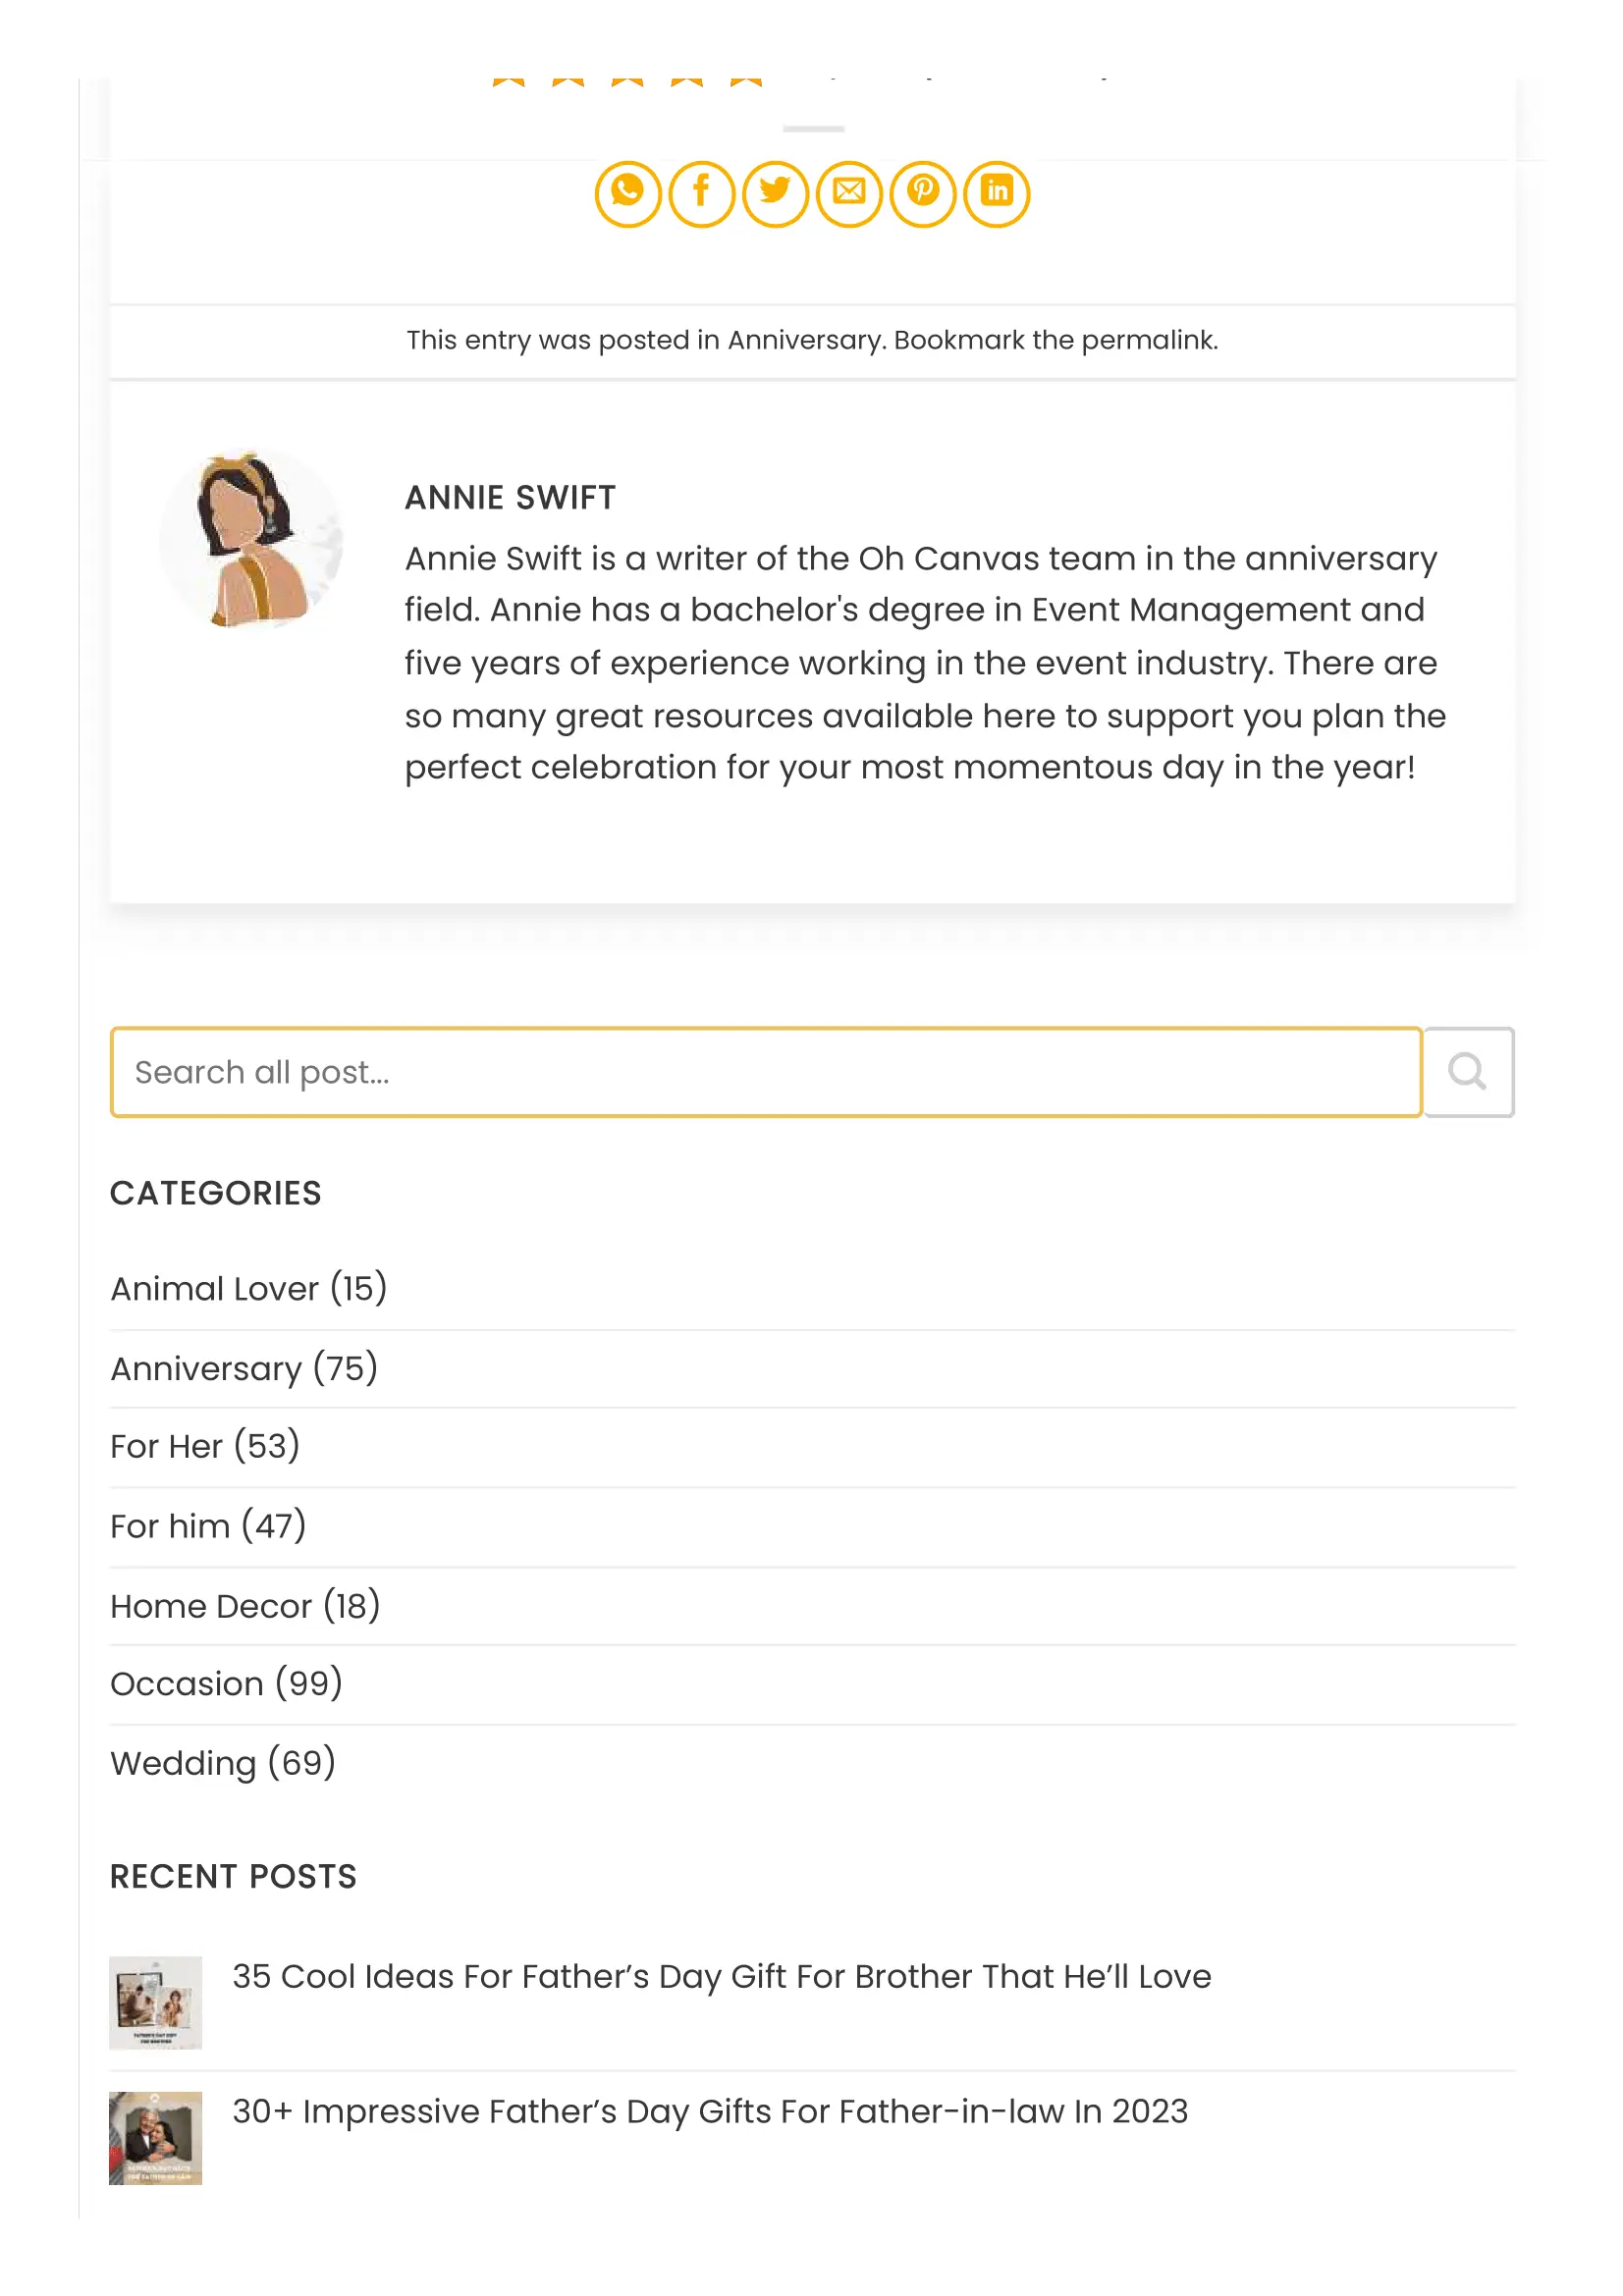 This entry was posted in Anniversary. Bookmark the permalink.
ANNIE SWIFT
Annie Swift is a writer of the Oh Canvas team in the anniversary
field. Annie has a bachelor's degree in Event Management and
five years of experience working in the event industry. There are
so many great resources available here to support you plan the
perfect celebration for your most momentous day in the year!
Search all post...
CATEGORIES
Animal Lover (15)
Anniversary (75)
For Her (53)
For him (47)
Home Decor (18)
Occasion (99)
Wedding (69)
RECENT POSTS
35 Cool Ideas For Father’s Day Gift For Brother That He’ll Love
FATHER'S DAY GIFT
FOR BROTHER
30+ Impressive Father’s Day Gifts For Father-in-law In 2023